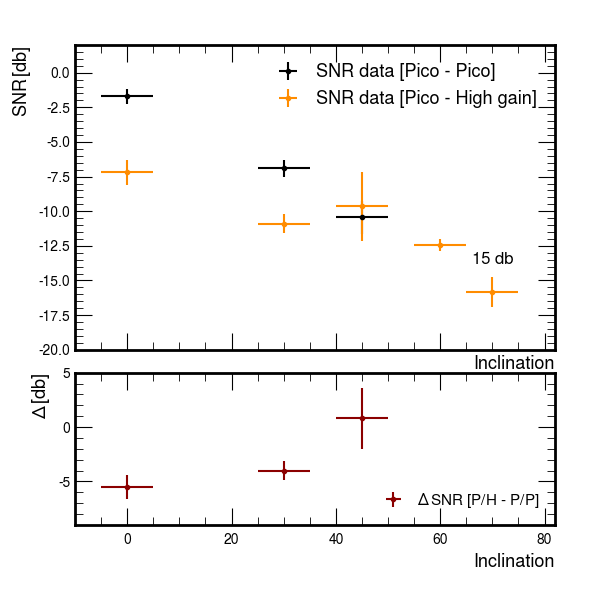 SNR [db]
0.0
-2.5
-5.0
-7.5
-10.0
-12.5
-15.0
-17.5
-20.0
SNR data [Pico - Pico]
SNR data [Pico - High gain]
15 db
Inclination
Δ [db]
5
0
-5
Δ SNR [P/H - P/P]
0
20
40
60
80
Inclination